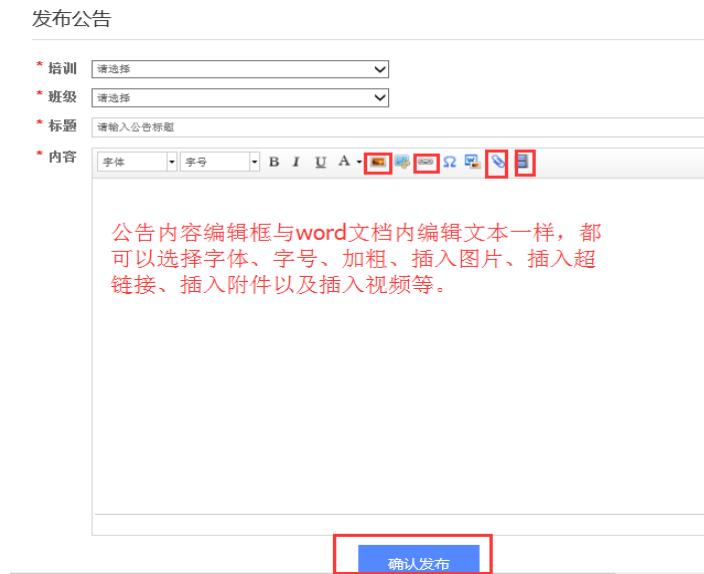 发布公告
* 培训 请选择
* 班级 请选择
* 标题 请输入公告标题
* 内容 字体 字号 B I U A Ω
公告内容编辑框与word文档内编辑文本一样，都
可以选择字体、字号、加粗、插入图片、插入超
链接、插入附件以及插入视频等。
确认发布